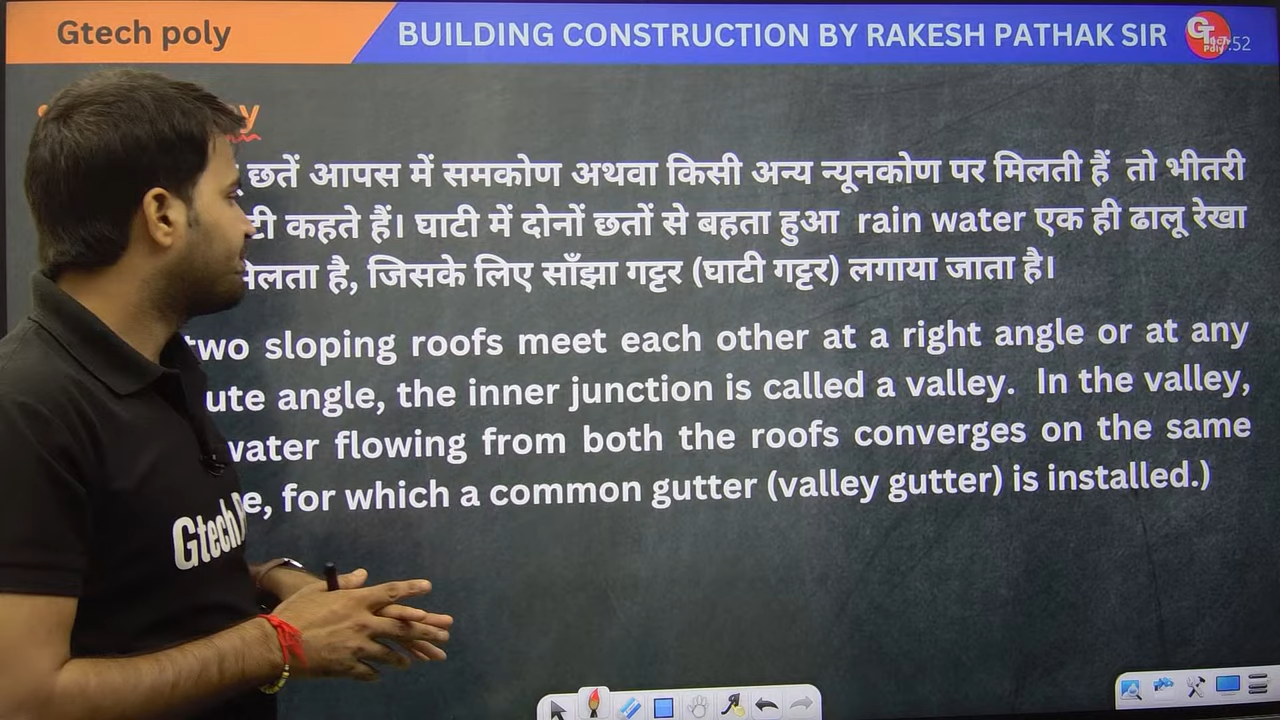 Gtech poly
BUILDING CONSTRUCTION BY RAKESH PATHAK SIR
छतें आपस में समकोण अथवा किसी अन्य न्यूनकोण पर मिलती हैं तो भीतरी
कहते हैं। घाटी में दोनों छतों से बहता हुआ rain water एक ही ढालू रेखा
है, जिसके लिए साँझा गट्टर (घाटी गट्टर) लगाया जाता है।
two sloping roofs meet each other at a right angle or at any
angle, the inner junction is called a valley. In the valley,
water flowing from both the roofs converges on the same
for which a common gutter (valley gutter) is installed.)
Gtech